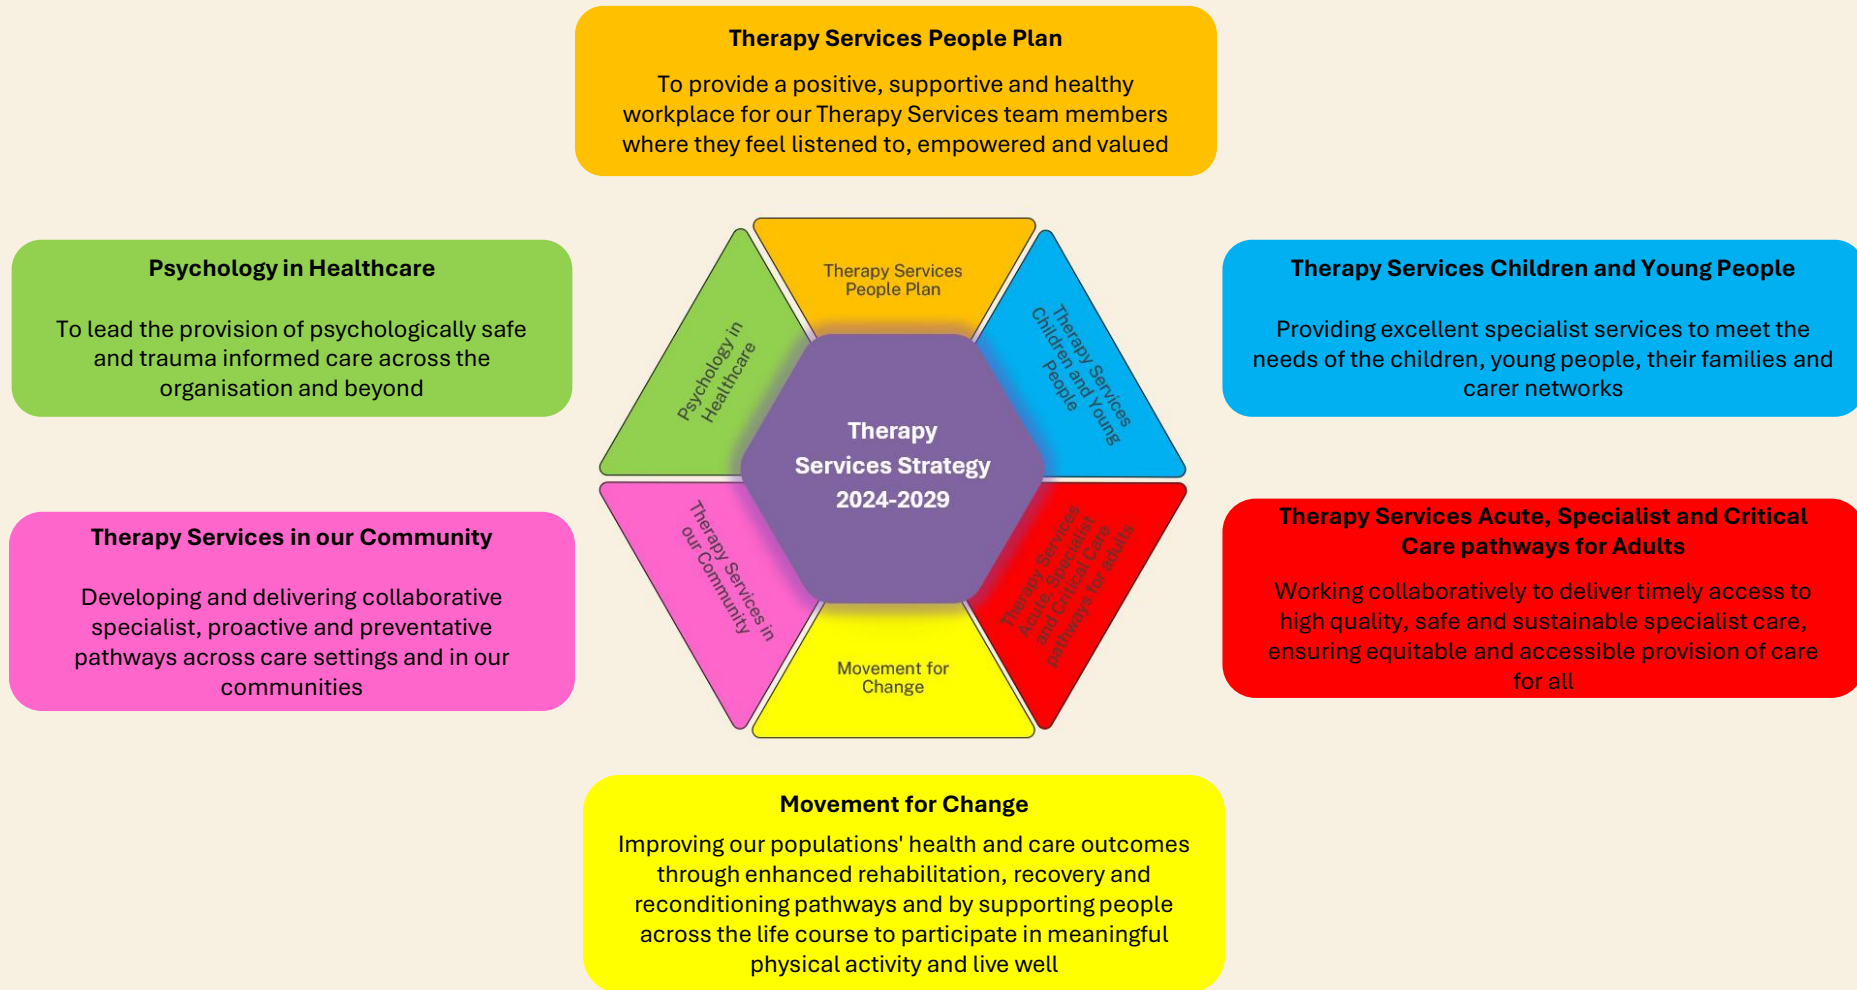 Therapy Services People Plan
To provide a positive, supportive and healthy
workplace for our Therapy Services team members
where they feel listened to, empowered and valued
Psychology in Healthcare
To lead the provision of psychologically safe
and trauma informed care across the
organisation and beyond
Therapy Services
People Plan
Psychology in
Healthcare
Therapy Services
Children and Young
People
Therapy Services Children and Young People
Providing excellent specialist services to meet the
needs of the children, young people, their families and
carer networks
Therapy
Services Strategy
2024-2029
Therapy Services in our Community
Developing and delivering collaborative
specialist, proactive and preventative
pathways across care settings and in our
communities
Therapy Services in
our Community
Movement for
Change
Therapy Services
Acute, Specialist
and Critical Care
pathways for adults
Therapy Services Acute, Specialist and Critical
Care pathways for Adults
Working collaboratively to deliver timely access to
high quality, safe and sustainable specialist care,
ensuring equitable and accessible provision of care
for all
Movement for Change
Improving our populations' health and care outcomes
through enhanced rehabilitation, recovery and
reconditioning pathways and by supporting people
across the life course to participate in meaningful
physical activity and live well